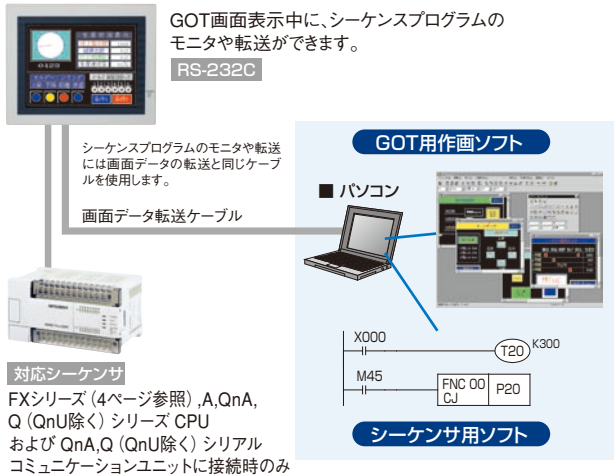 GOT画面表示中に、シーケンスプログラムの
モニタや転送ができます。
RS-232C
シーケンスプログラムのモニタや転送
には画面データの転送と同じケーブ
ルを使用します。
画面データ転送ケーブル
GOT用作画ソフト
■ パソコン
X000
T20
K300
M45
FNC 00
CJ
P20
シーケンサ用ソフト
対応シーケンサ
FXシリーズ（4ページ参照）,A,QnA,
Q（QnU除く）シリーズ CPU
および QnA,Q（QnU除く）シリアル
コミュニケーションユニットに接続時のみ